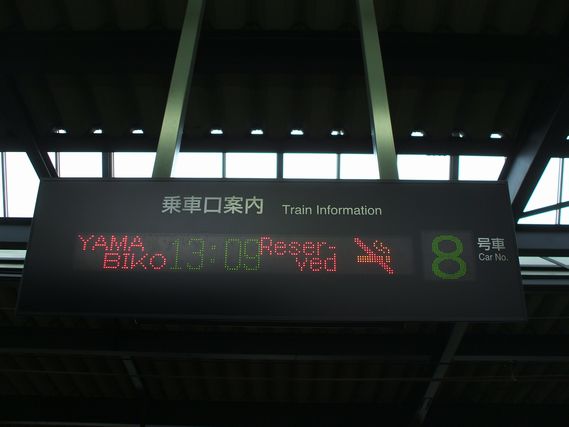 乗車口案内 Train Information
YAMA BIKO 13:09 Reser- ved 8 号車 Car No.